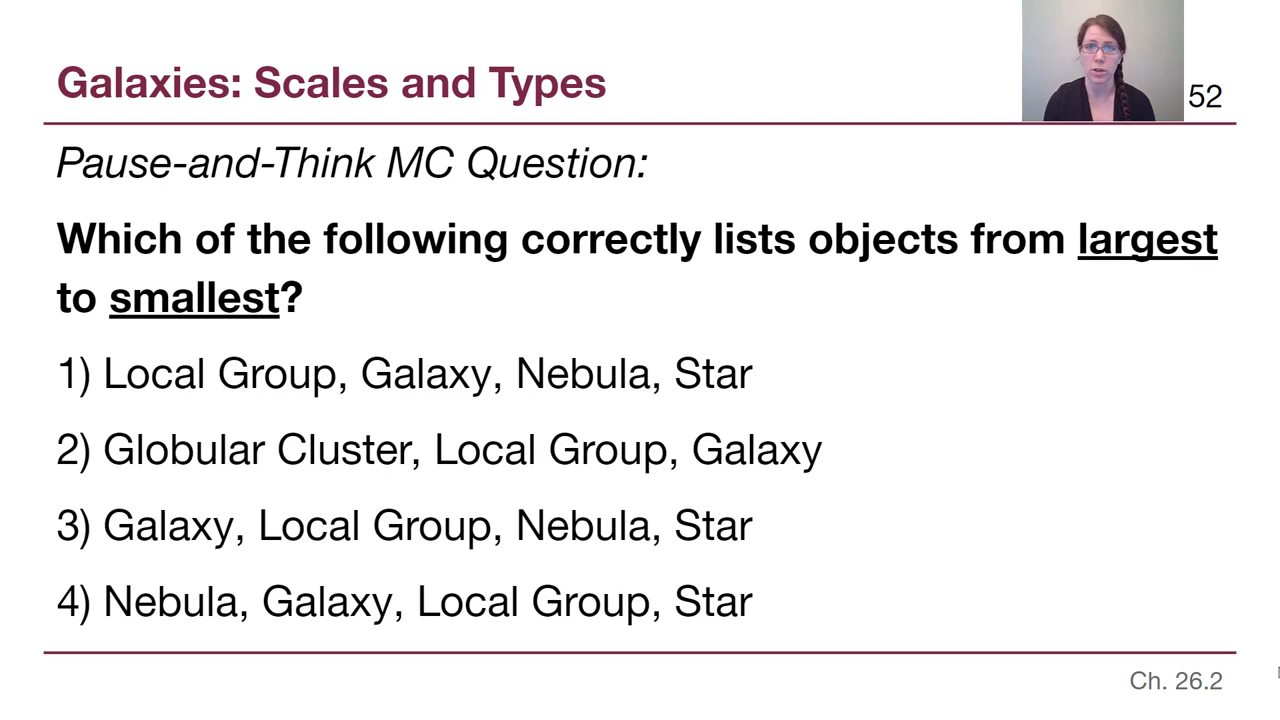 Galaxies: Scales and Types
52
Pause-and-Think MC Question:
Which of the following correctly lists objects from largest
to smallest?
1) Local Group, Galaxy, Nebula, Star
2) Globular Cluster, Local Group, Galaxy
3) Galaxy, Local Group, Nebula, Star
4) Nebula, Galaxy, Local Group, Star
Ch. 26.2